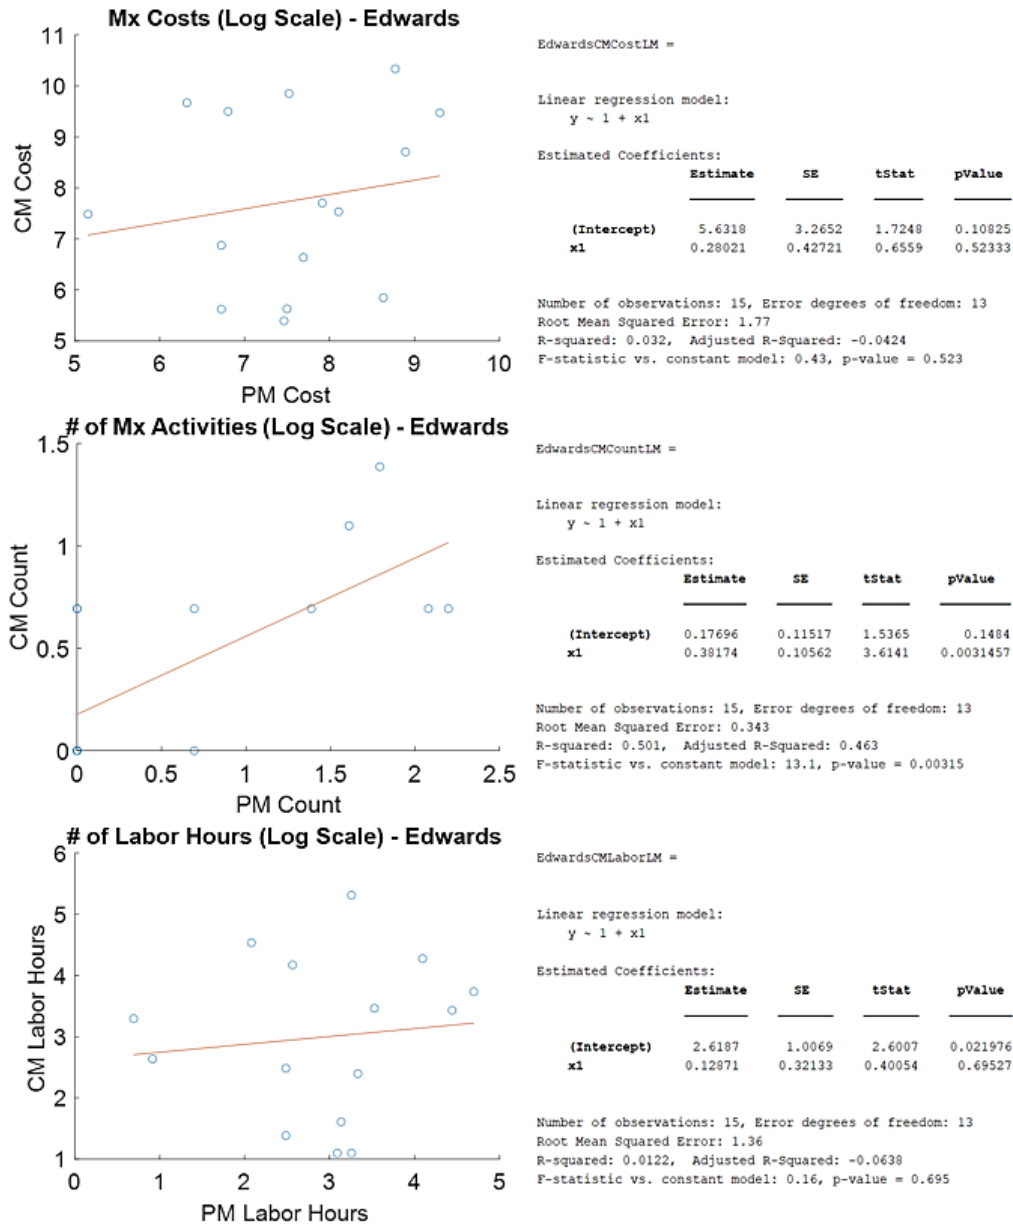 Mx Costs (Log Scale) - Edwards
11
10
9
8
7
6
5
CM Cost
5 6 7 8 9 10
PM Cost
EdwardsCMCostLM =
Linear regression model:
y ~ 1 + x1
Estimated Coefficients:
Estimate SE tStat pValue
(Intercept) 5.6318 3.2652 1.7248 0.10825
x1 0.28021 0.42721 0.6559 0.52333
Number of observations: 15, Error degrees of freedom: 13
Root Mean Squared Error: 1.77
R-squared: 0.032, Adjusted R-Squared: -0.0424
F-statistic vs. constant model: 0.43, p-value = 0.523
# of Mx Activities (Log Scale) - Edwards
1.5
1
0.5
0
CM Count
0 0.5 1 1.5 2 2.5
PM Count
EdwardsCMCountLM =
Linear regression model:
y ~ 1 + x1
Estimated Coefficients:
Estimate SE tStat pValue
(Intercept) 0.17696 0.11517 1.5365 0.1484
x1 0.38174 0.10562 3.6141 0.0031457
Number of observations: 15, Error degrees of freedom: 13
Root Mean Squared Error: 0.343
R-squared: 0.501, Adjusted R-Squared: 0.463
F-statistic vs. constant model: 13.1, p-value = 0.00315
# of Labor Hours (Log Scale) - Edwards
6
5
4
3
2
1
CM Labor Hours
0 1 2 3 4 5
PM Labor Hours
EdwardsCMLaborLM =
Linear regression model:
y ~ 1 + x1
Estimated Coefficients:
Estimate SE tStat pValue
(Intercept) 2.6187 1.0069 2.6007 0.021976
x1 0.12871 0.32133 0.40054 0.69527
Number of observations: 15, Error degrees of freedom: 13
Root Mean Squared Error: 1.36
R-squared: 0.0122, Adjusted R-Squared: -0.0638
F-statistic vs. constant model: 0.16, p-value = 0.695